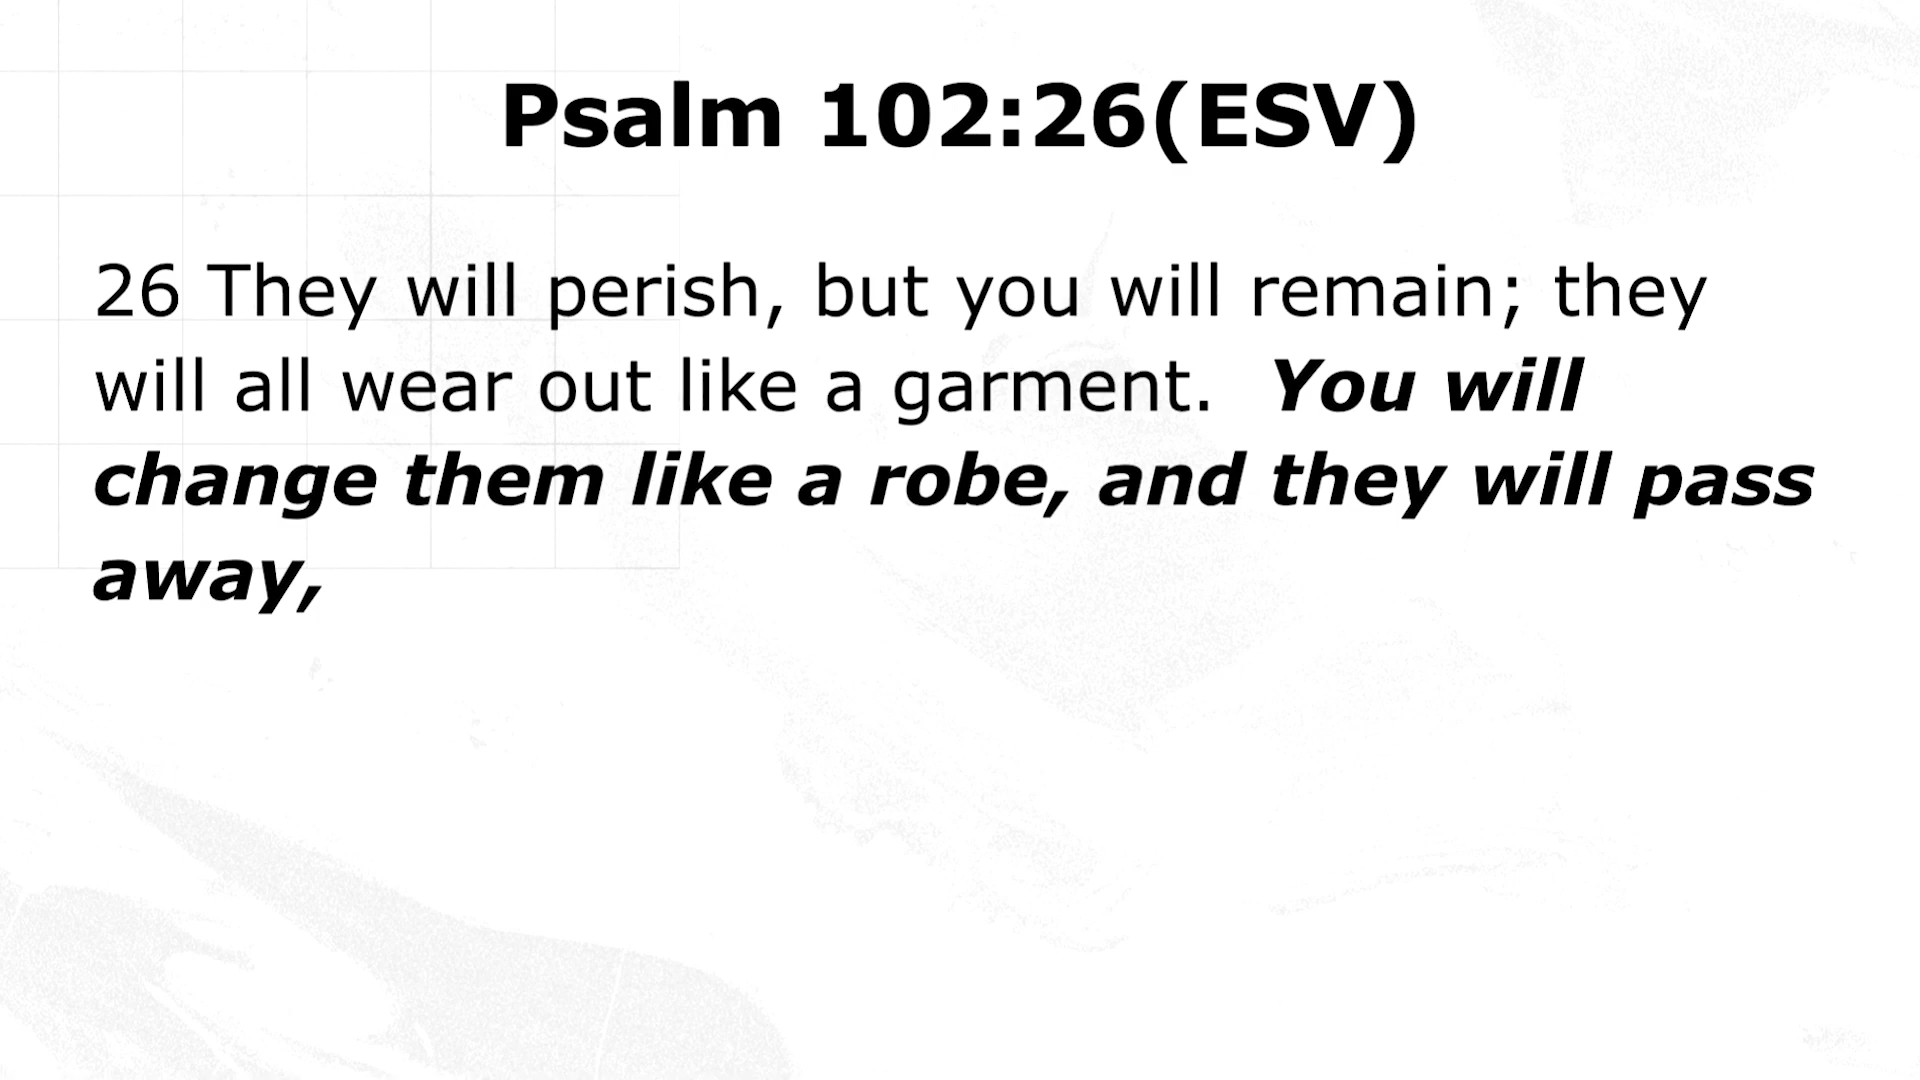 Psalm 102:26(ESV)
26 They will perish, but you will remain; they
will all wear out like a garment.  You will
change them like a robe, and they will pass
away,